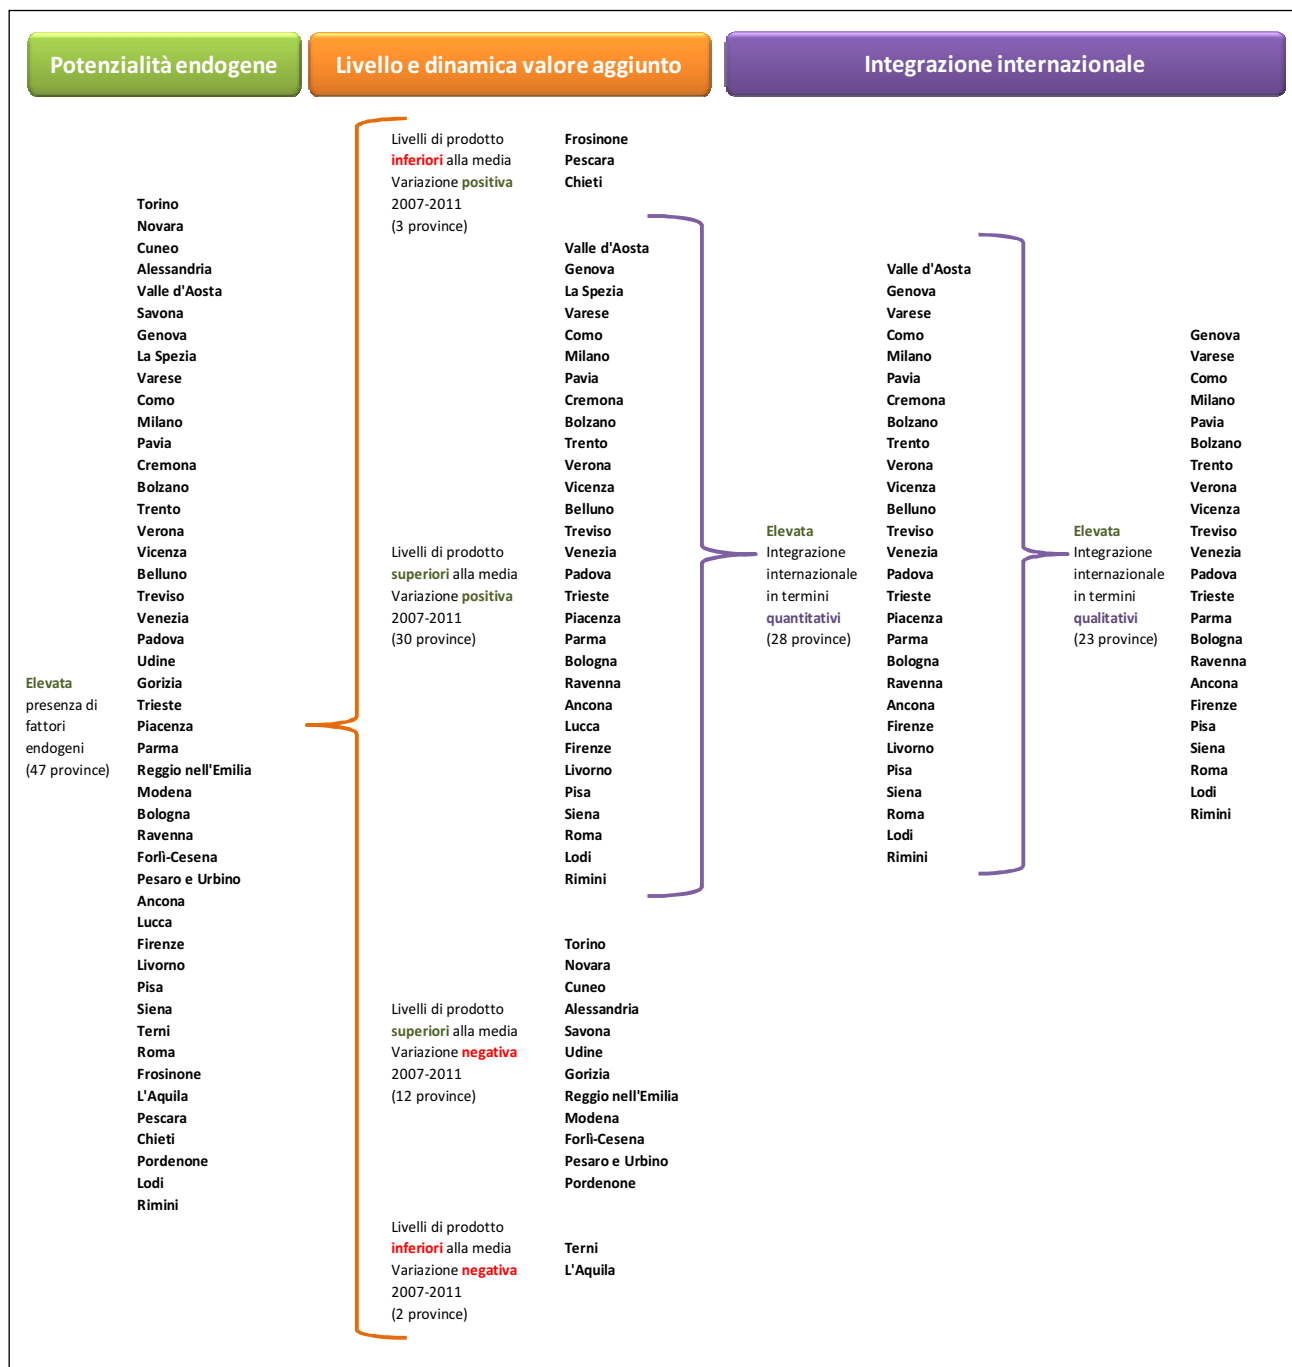 Potenzialità endogene
Livello e dinamica valore aggiunto
Integrazione internazionale
Elevata
presenza di
fattori
endogeni
(47 province)
Torino
Novara
Cuneo
Alessandria
Valle d'Aosta
Savona
Genova
La Spezia
Varese
Como
Milano
Pavia
Cremona
Bolzano
Trento
Verona
Vicenza
Belluno
Treviso
Venezia
Padova
Udine
Gorizia
Trieste
Piacenza
Parma
Reggio nell'Emilia
Modena
Bologna
Ravenna
Forlì-Cesena
Pesaro e Urbino
Ancona
Lucca
Firenze
Livorno
Pisa
Siena
Terni
Roma
Frosinone
L'Aquila
Pescara
Chieti
Pordenone
Lodi
Rimini
Livelli di prodotto
inferiori alla media
Variazione positiva
2007-2011
(3 province)
Frosinone
Pescara
Chieti
Livelli di prodotto
superiori alla media
Variazione positiva
2007-2011
(30 province)
Valle d'Aosta
Genova
La Spezia
Varese
Como
Milano
Pavia
Cremona
Bolzano
Trento
Verona
Vicenza
Belluno
Treviso
Venezia
Padova
Trieste
Piacenza
Parma
Bologna
Ravenna
Ancona
Lucca
Firenze
Livorno
Pisa
Siena
Roma
Lodi
Rimini
Livelli di prodotto
superiori alla media
Variazione negativa
2007-2011
(12 province)
Torino
Novara
Cuneo
Alessandria
Savona
Udine
Gorizia
Reggio nell'Emilia
Modena
Forlì-Cesena
Pesaro e Urbino
Pordenone
Livelli di prodotto
inferiori alla media
Variazione negativa
2007-2011
(2 province)
Terni
L'Aquila
Elevata
Integrazione
internazionale
in termini
quantitativi
(28 province)
Valle d'Aosta
Genova
Varese
Como
Milano
Pavia
Cremona
Bolzano
Trento
Verona
Vicenza
Belluno
Treviso
Venezia
Padova
Trieste
Piacenza
Parma
Bologna
Ravenna
Ancona
Firenze
Livorno
Pisa
Siena
Roma
Lodi
Rimini
Elevata
Integrazione
internazionale
in termini
qualitativi
(23 province)
Genova
Varese
Como
Milano
Pavia
Bolzano
Trento
Verona
Vicenza
Treviso
Venezia
Padova
Trieste
Parma
Bologna
Ravenna
Ancona
Firenze
Pisa
Siena
Roma
Lodi
Rimini